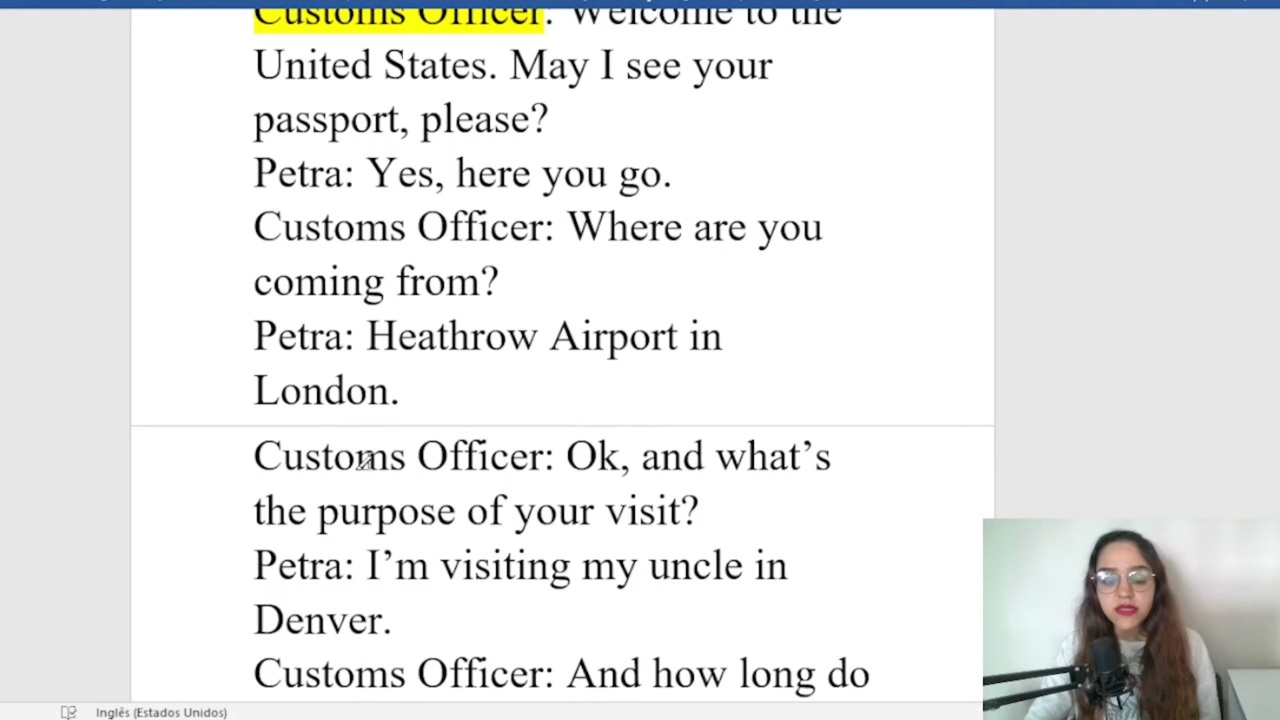 Customs Officer: Welcome to the
United States. May I see your
passport, please?
Petra: Yes, here you go.
Customs Officer: Where are you
coming from?
Petra: Heathrow Airport in
London.
Customs Officer: Ok, and what’s
the purpose of your visit?
Petra: I’m visiting my uncle in
Denver.
Customs Officer: And how long do
Inglês (Estados Unidos)